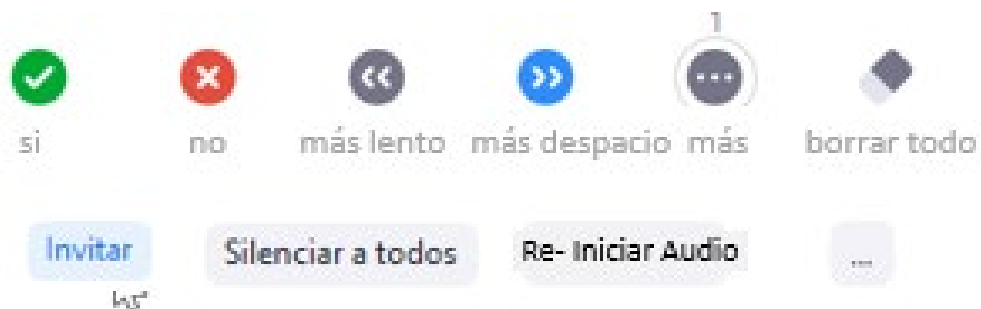 1
si no más lento más despacio más borrar todo
Invitar Silenciar a todos Re- Iniciar Audio ...